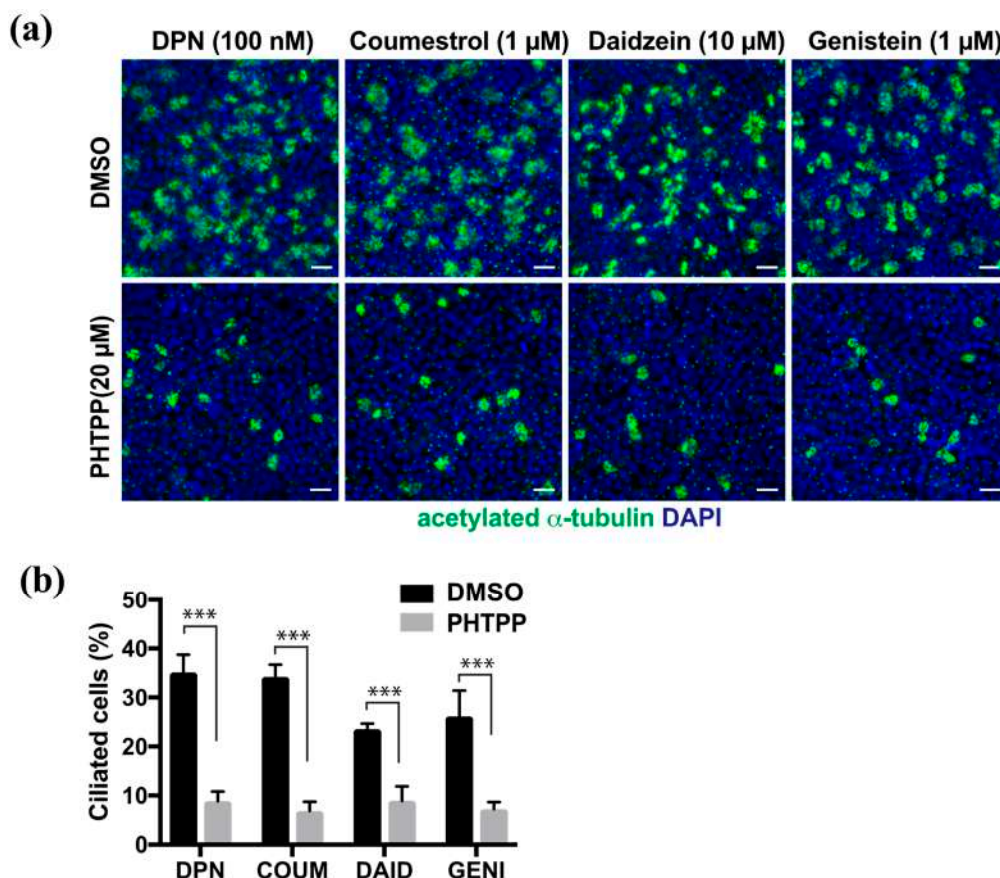 (a)
DPN (100 nM) Coumestrol (1 µM) Daidzein (10 µM) Genistein (1 µM)
DMSO
PHTPP(20 µM)
acetylated α-tubulin DAPI
(b)
DMSO
PHTPP
Ciliated cells (%)
50
40
30
20
10
0
*** *** *** ***
DPN COUM DAID GENI